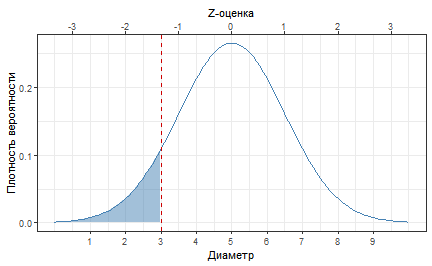 Z-оценка
-3 -2 -1 0 1 2 3
Плотность вероятности
0.2
0.1
0.0
1 2 3 4 5 6 7 8 9
Диаметр